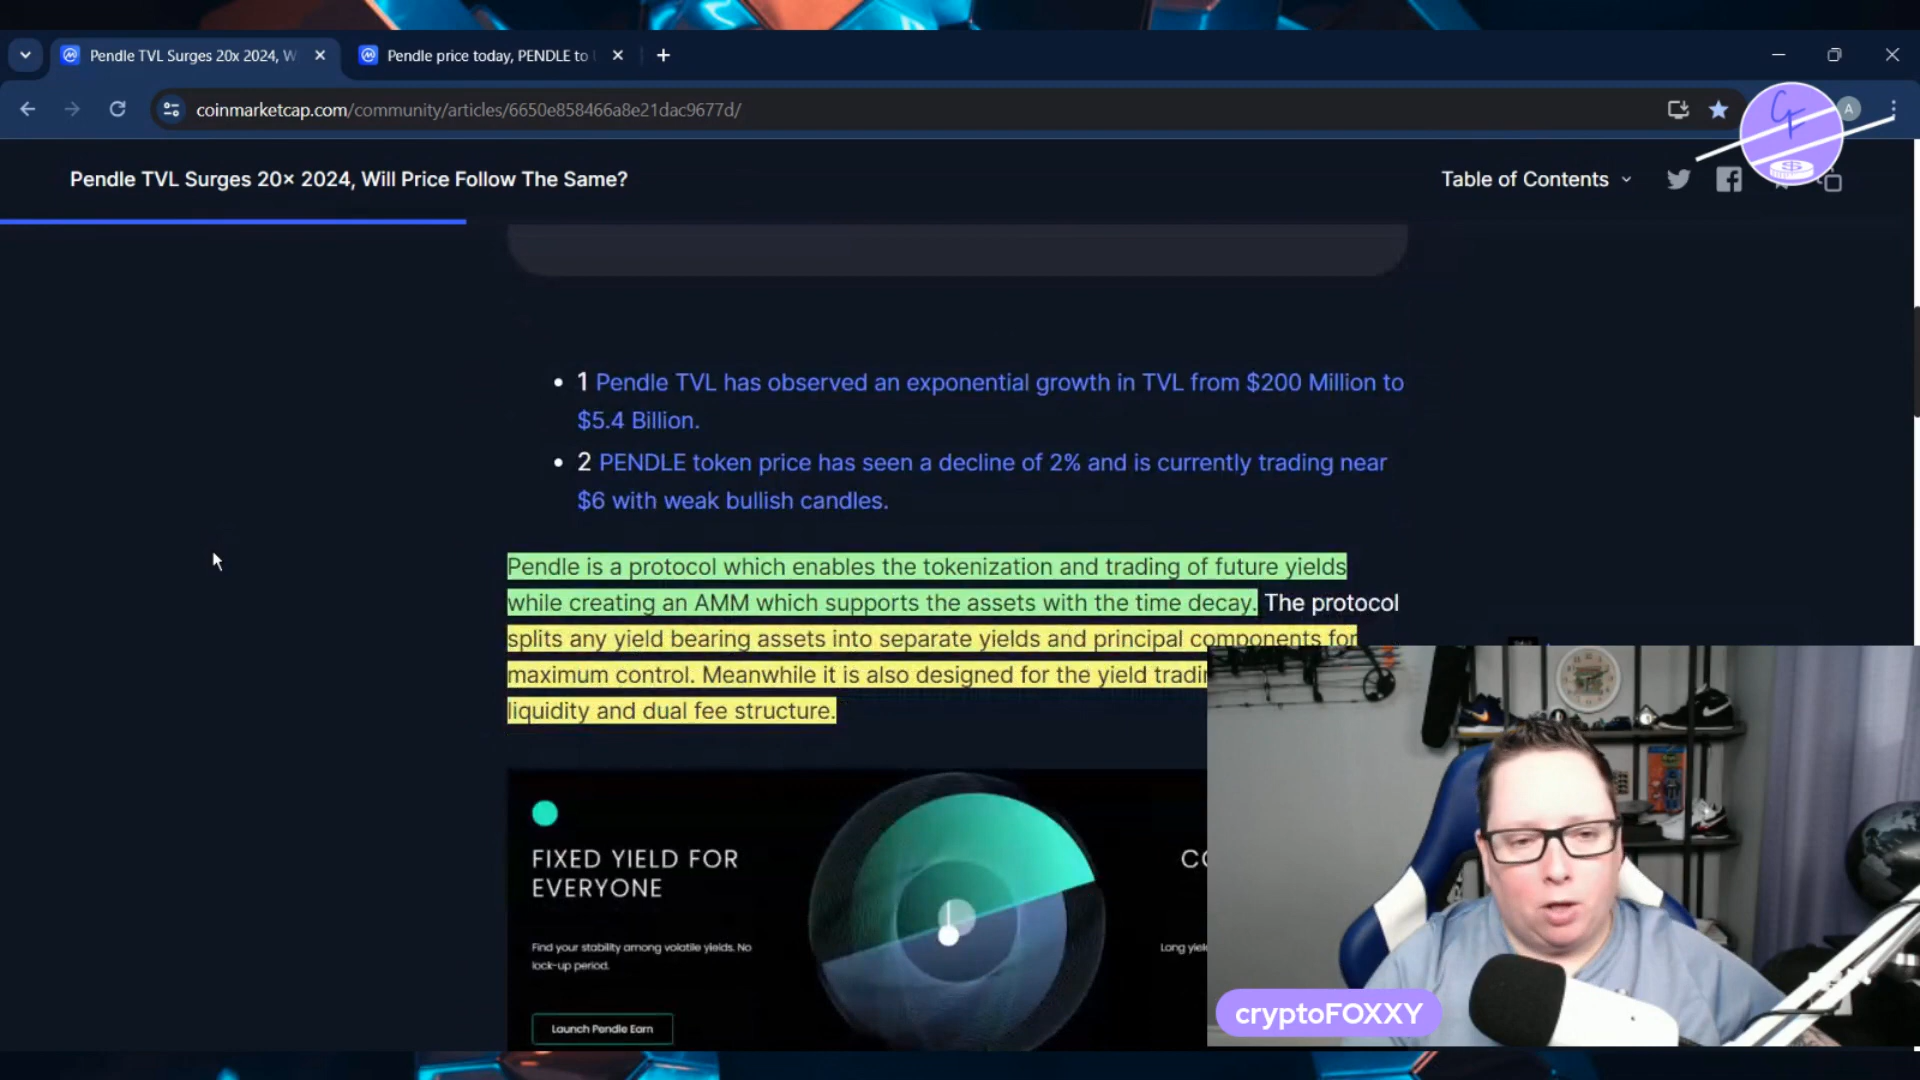 Pendle TVL Surges 20x 2024, W
Pendle price today, PENDLE to
coinmarketcap.com/community/articles/6650e858466a8e21dac9677d/
A
Pendle TVL Surges 20× 2024, Will Price Follow The Same?
Table of Contents
1 Pendle TVL has observed an exponential growth in TVL from $200 Million to
$5.4 Billion.
2 PENDLE token price has seen a decline of 2% and is currently trading near
$6 with weak bullish candles.
Pendle is a protocol which enables the tokenization and trading of future yields
while creating an AMM which supports the assets with the time decay. The protocol
splits any yield bearing assets into separate yields and principal components for
maximum control. Meanwhile it is also designed for the yield
liquidity and dual fee structure.
FIXED YIELD FOR
EVERYONE
Find your stability among volatile yields. No
lock-up period.
Launch Pendle Earn
Long
cryptoFOXXY